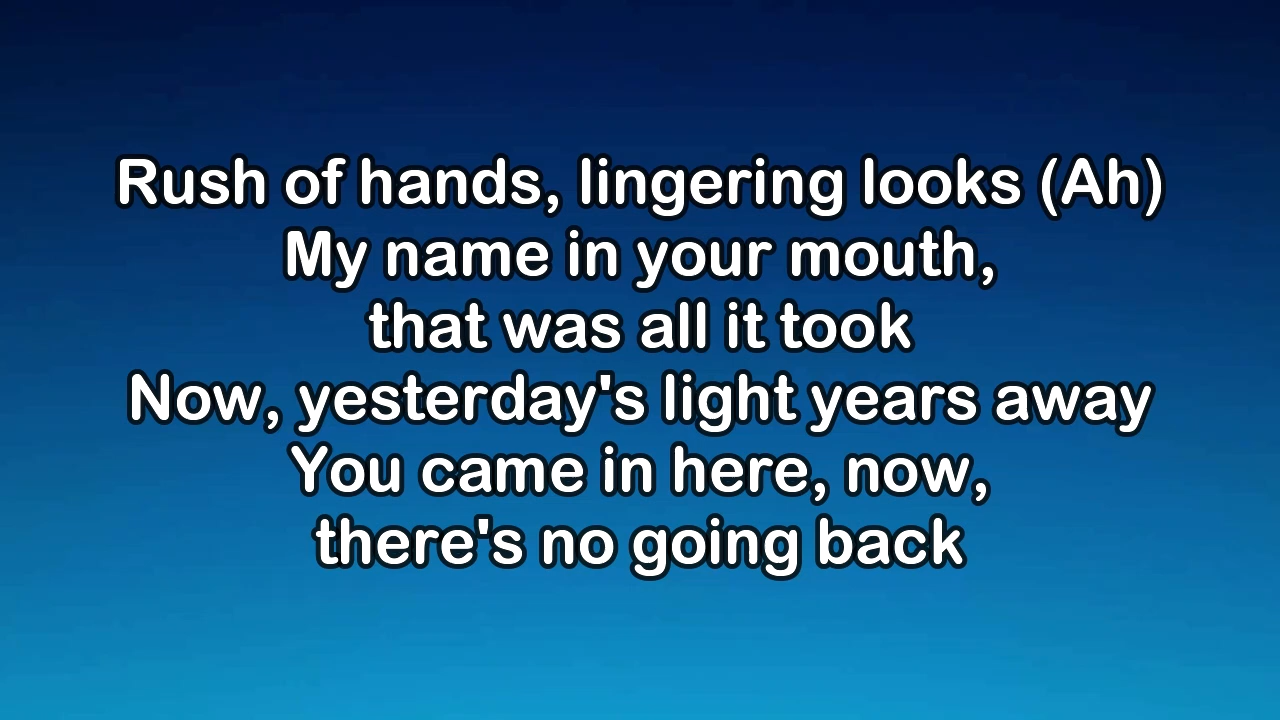 Rush of hands, lingering looks (Ah)
My name in your mouth,
that was all it took
Now, yesterday's light years away
You came in here, now,
there's no going back